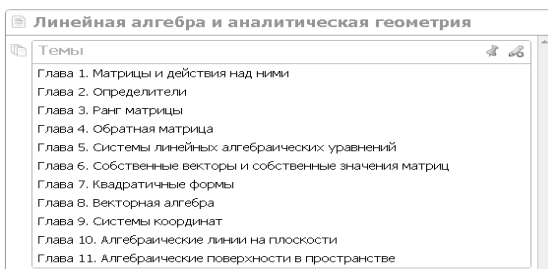 Линейная алгебра и аналитическая геометрия
Темы
Глава 1. Матрицы и действия над ними
Глава 2. Определители
Глава 3. Ранг матрицы
Глава 4. Обратная матрица
Глава 5. Системы линейных алгебраических уравнений
Глава 6. Собственные векторы и собственные значения матриц
Глава 7. Квадратичные формы
Глава 8. Векторная алгебра
Глава 9. Системы координат
Глава 10. Алгебраические линии на плоскости
Глава 11. Алгебраические поверхности в пространстве